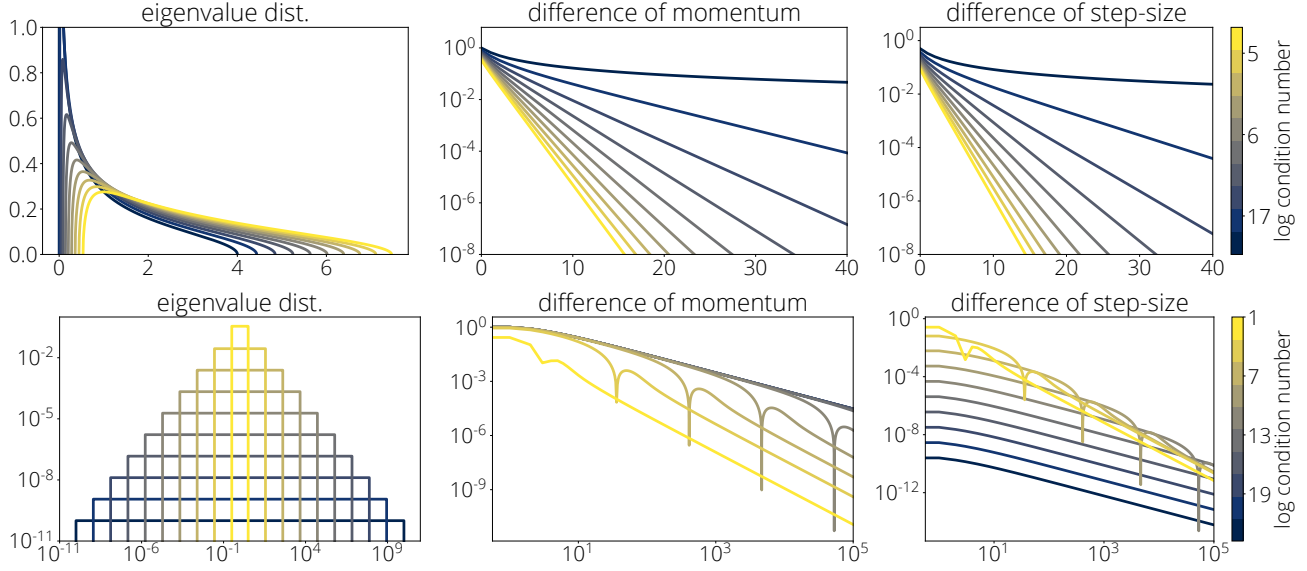 eigenvalue dist.
difference of momentum
difference of step-size
1.0
0.8
0.6
0.4
0.2
0.0
0 2 4 6
10^0
10^-2
10^-4
10^-6
10^-8
0 10 20 30 40
10^0
10^-2
10^-4
10^-6
10^-8
0 10 20 30 40
5
6
17
log condition number
eigenvalue dist.
difference of momentum
difference of step-size
10^-2
10^-5
10^-8
10^-11
10^-11 10^-6 10^-1 10^4 10^9
10^0
10^-3
10^-6
10^-9
10^1 10^3 10^5
10^0
10^-4
10^-8
10^-12
10^1 10^3 10^5
1
7
13
19
log condition number